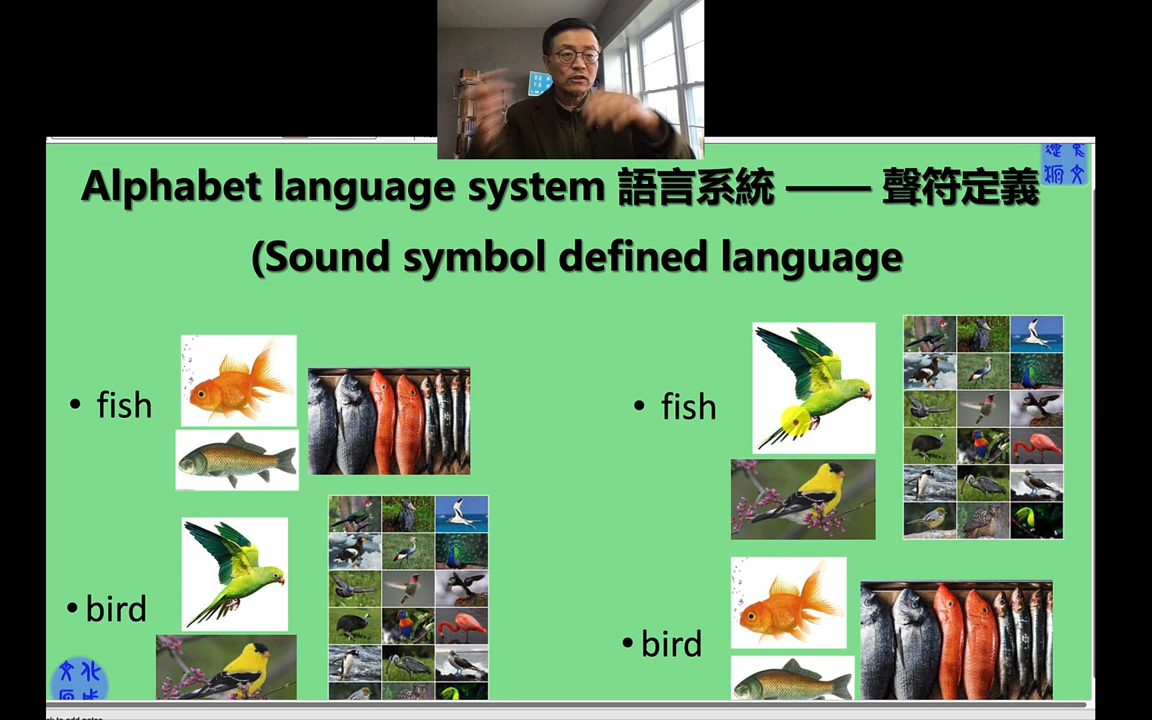 Alphabet language system 語言系統 —— 聲符定義
(Sound symbol defined language
• fish
• fish
• bird
• bird